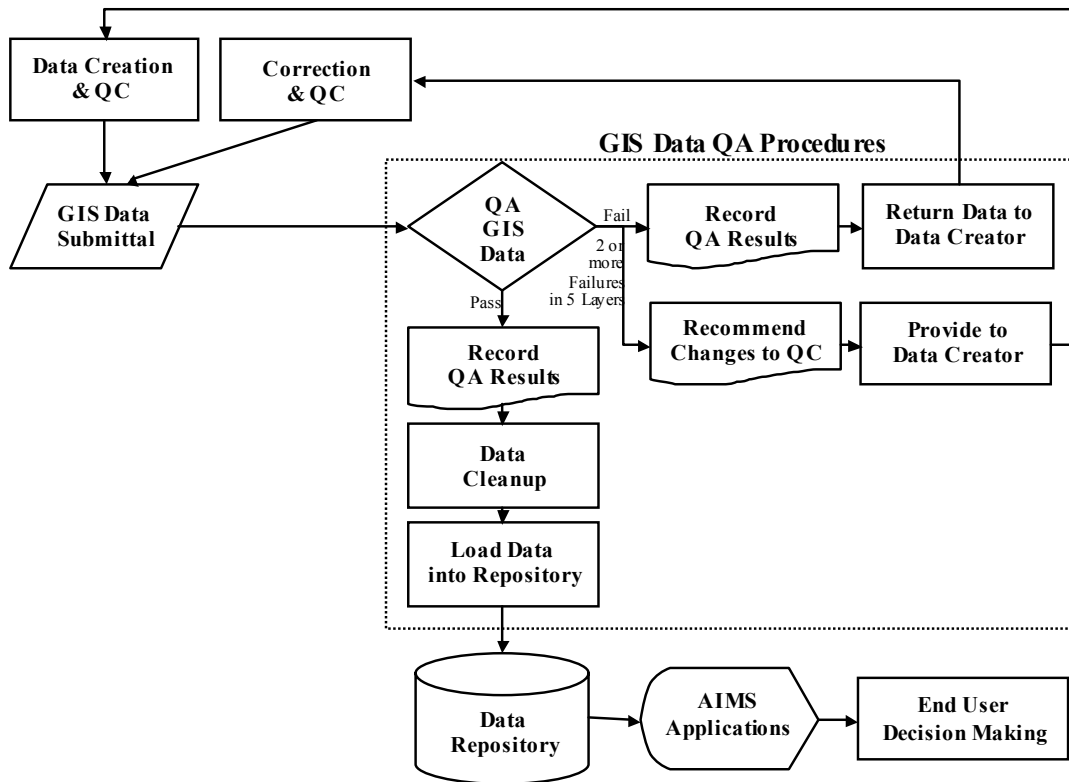 Data Creation
& QC
Correction
& QC
GIS Data QA Procedures
GIS Data
Submittal
QA
GIS
Data
Fail
2 or
more
Failures
in 5 Layers
Pass
Record
QA Results
Return Data to
Data Creator
Recommend
Changes to QC
Provide to
Data Creator
Record
QA Results
Data
Cleanup
Load Data
into Repository
Data
Repository
AIMS
Applications
End User
Decision Making